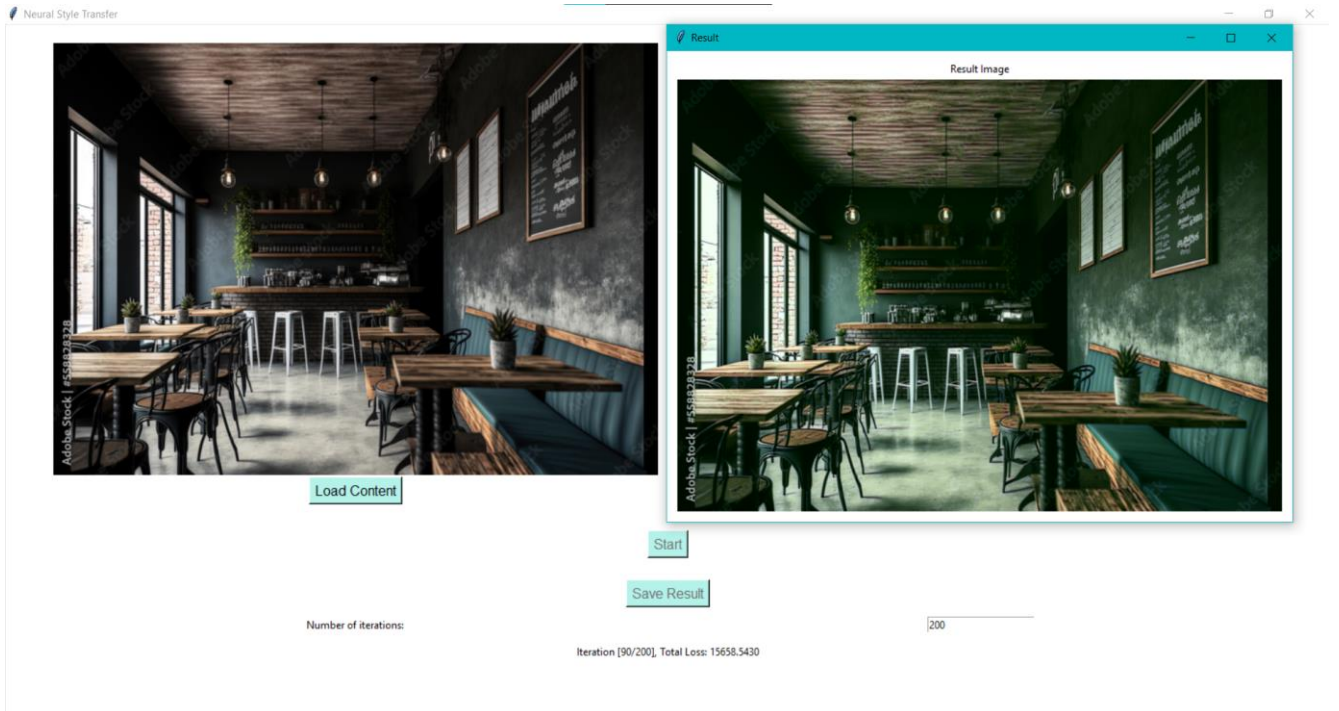 Neural Style Transfer
Result
Result Image
Adobe Stock | #558828328
Adobe Stock | #558828328
Load Content
Start
Save Result
Number of iterations:
200
Iteration [90/200], Total Loss: 15658.5430